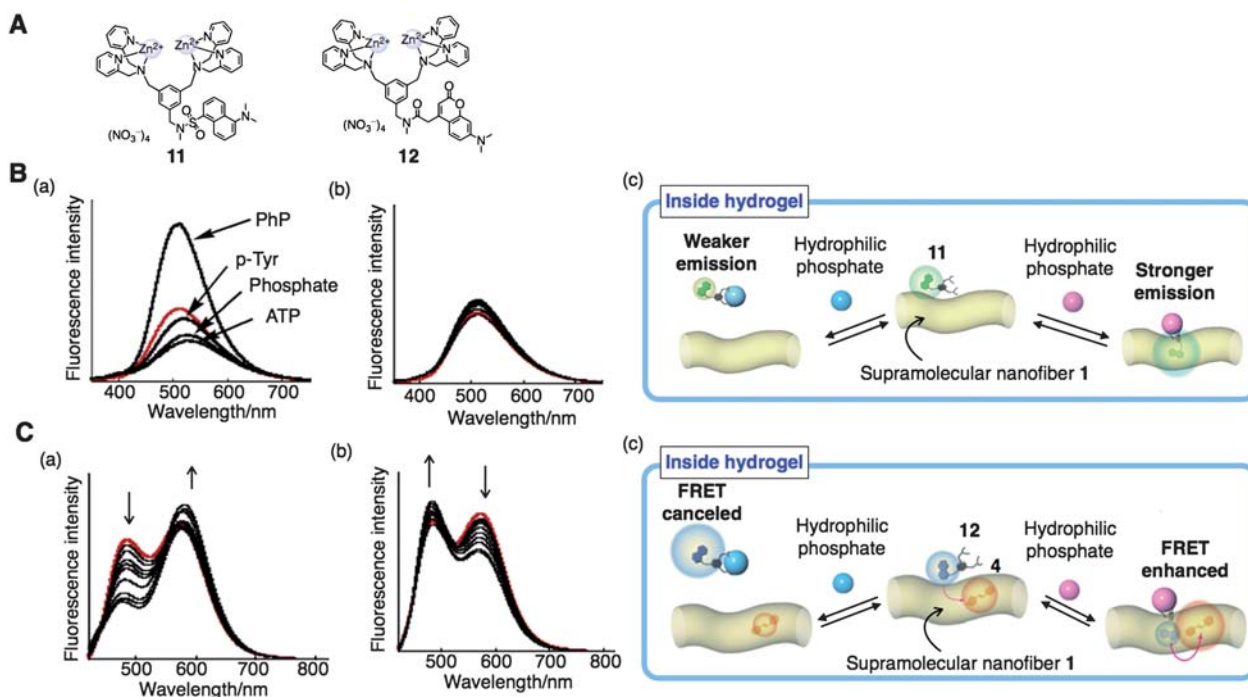 A
Zn2+
Zn2+
N
N
N
N
N
N
N
S
O
O
N
(NO3−)4
11
Zn2+
Zn2+
N
N
N
N
N
N
O
O
O
N
N
(NO3−)4
12
B
(a)
Fluorescence intensity
PhP
p-Tyr
Phosphate
ATP
400
500
600
700
Wavelength/nm
(b)
Fluorescence intensity
400
500
600
700
Wavelength/nm
(c)
Inside hydrogel
Weaker
emission
Hydrophilic
phosphate
11
Hydrophilic
phosphate
Stronger
emission
Supramolecular nanofiber 1
C
(a)
Fluorescence intensity
500
600
700
800
Wavelength/nm
(b)
Fluorescence intensity
500
600
700
800
Wavelength/nm
(c)
Inside hydrogel
FRET
canceled
Hydrophilic
phosphate
12
4
Hydrophilic
phosphate
FRET
enhanced
Supramolecular nanofiber 1